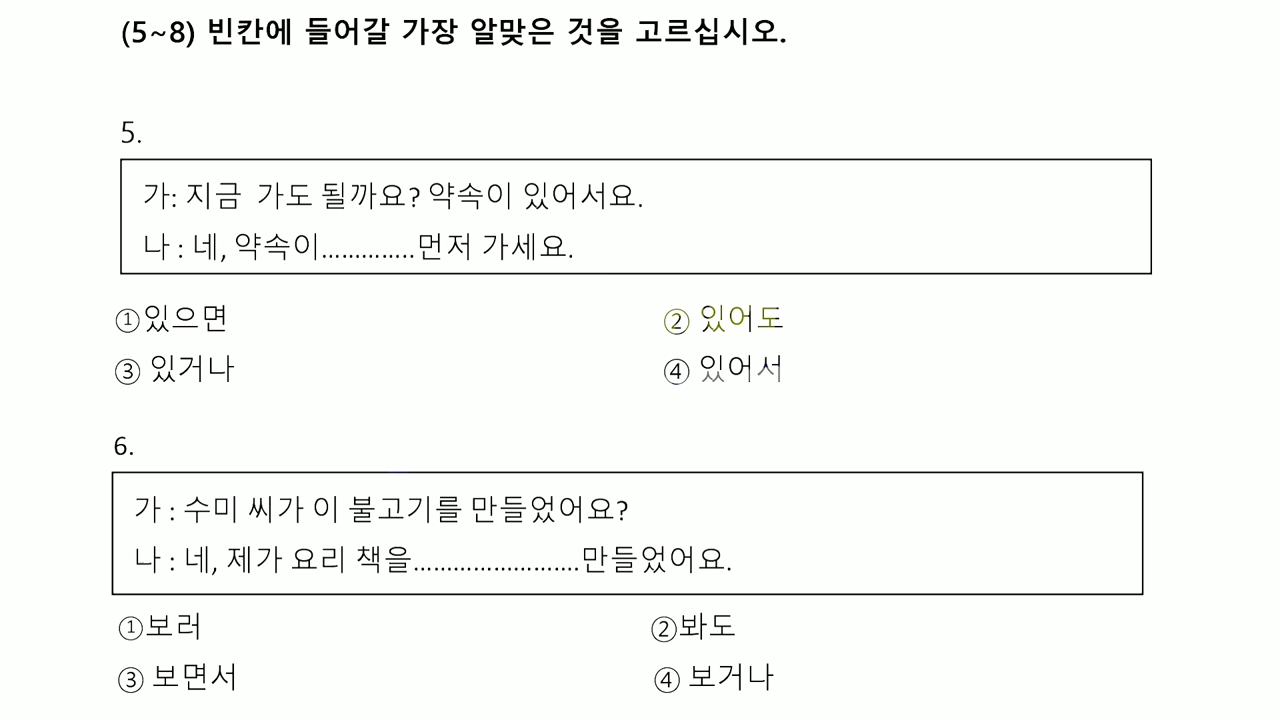 (5~8) 빈칸에 들어갈 가장 알맞은 것을 고르십시오.
5.
가: 지금 가도 될까요? 약속이 있어서요.
나 : 네, 약속이..............먼저 가세요.
①있으면
② 있어도
③ 있거나
④ 있어서
6.
가 : 수미 씨가 이 불고기를 만들었어요?
나 : 네, 제가 요리 책을.........................만들었어요.
①보러
②봐도
③ 보면서
④ 보거나